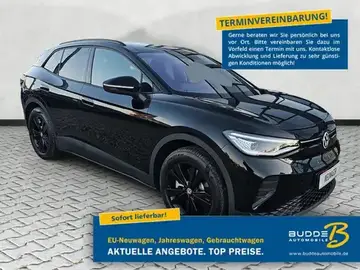 TERMINVEREINBARUNG!
Gerne beraten wir Sie persönlich bei uns
vor Ort. Bitte vereinbaren Sie dazu im
Vorfeld einen Termin mit uns. Kontaktlose
Abwicklung und Lieferung zu sehr günsti-
gen Konditionen möglich!
Sofort lieferbar!
EU-Neuwagen, Jahreswagen, Gebrauchtwagen
AKTUELLE ANGEBOTE. TOP PREISE.
BUDDE
AUTOMOBILE
www.buddeautomobile.de